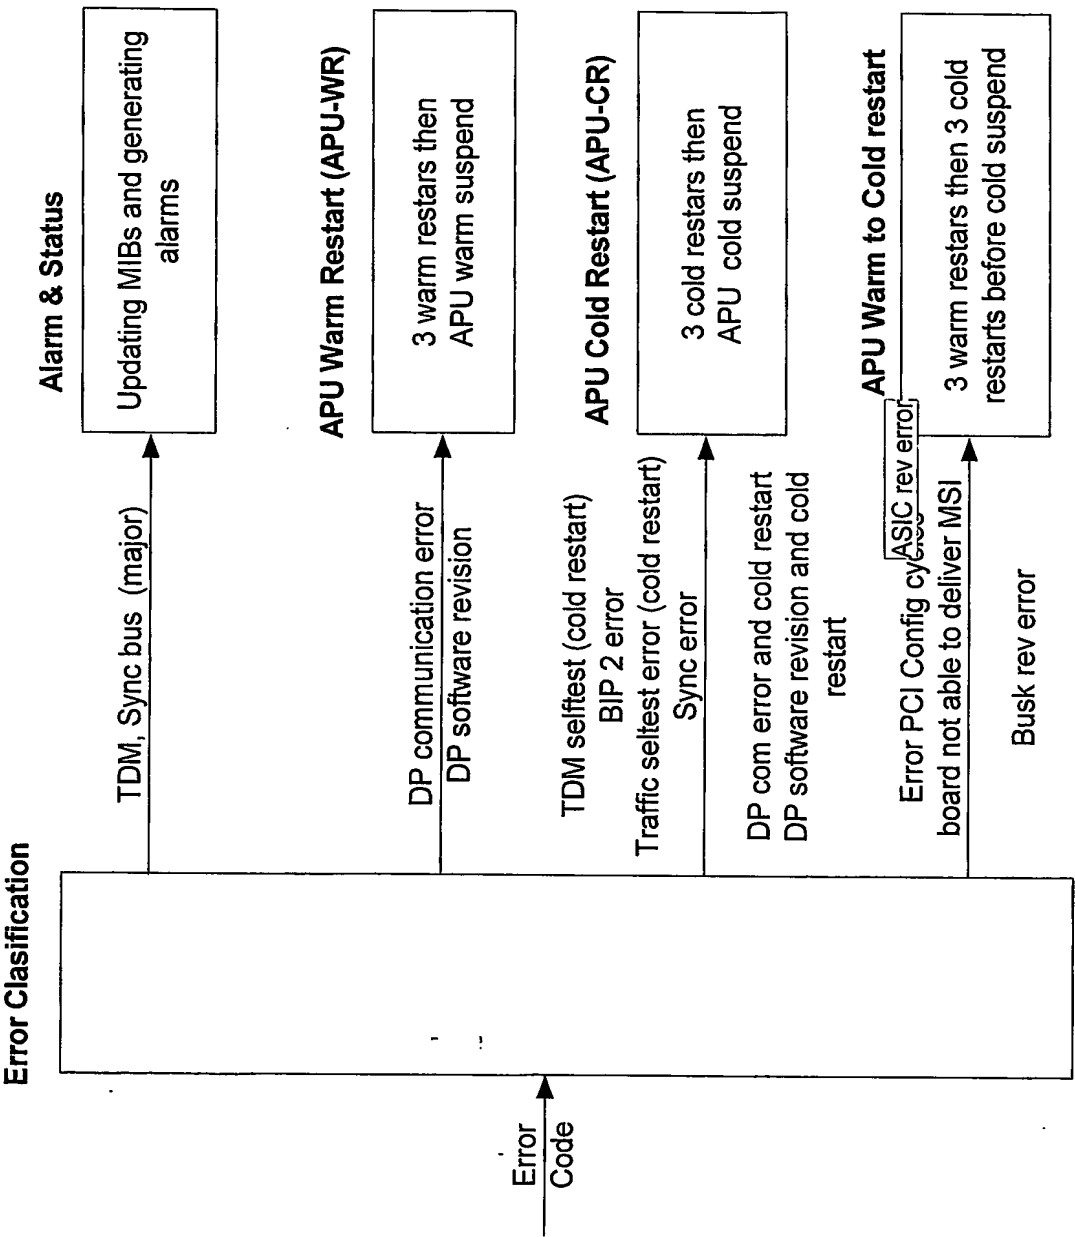 Error Clasification
Error
Code
Alarm & Status
TDM, Sync bus  (major)
Updating MIBs and generating
alarms
APU Warm Restart (APU-WR)
DP communication error
DP software revision
3 warm restars then
APU warm suspend
APU Cold Restart (APU-CR)
TDM selftest (cold restart)
BIP 2 error
Traffic seltest error (cold restart)
Sync error
DP com error and cold restart
DP software revision and cold
restart
3 cold restars then
APU  cold suspend
APU Warm to Cold restart
ASIC rev error
Error PCI Config
board not able to deliver MSI
Busk rev error
3 warm restars then 3 cold
restars before cold suspend